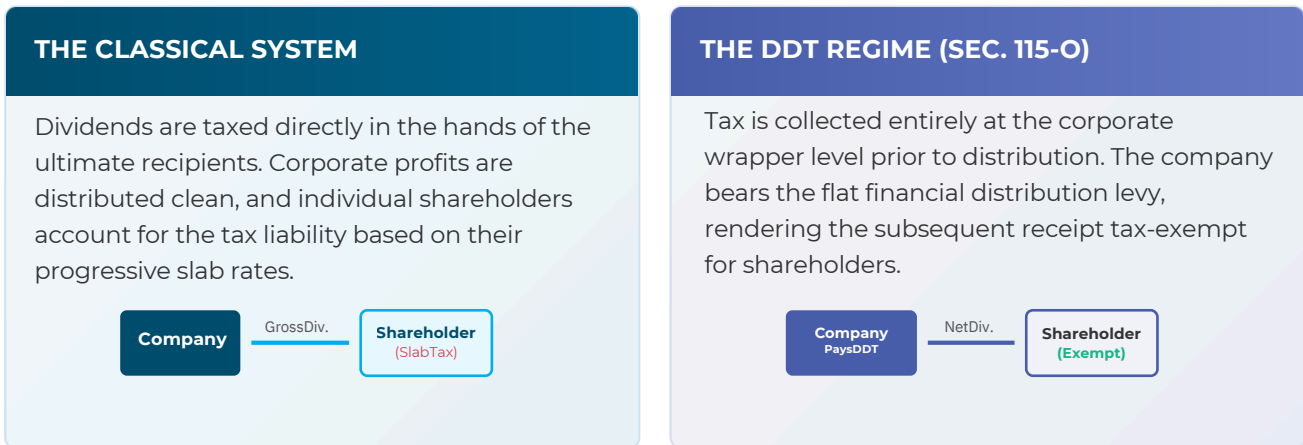 THE CLASSICAL SYSTEM
Dividends are taxed directly in the hands of the
ultimate recipients. Corporate profits are
distributed clean, and individual shareholders
account for the tax liability based on their
progressive slab rates.
Company
GrossDiv.
Shareholder
(SlabTax)
THE DDT REGIME (SEC. 115-O)
Tax is collected entirely at the corporate
wrapper level prior to distribution. The company
bears the flat financial distribution levy,
rendering the subsequent receipt tax-exempt
for shareholders.
Company
PaysDDT
NetDiv.
Shareholder
(Exempt)